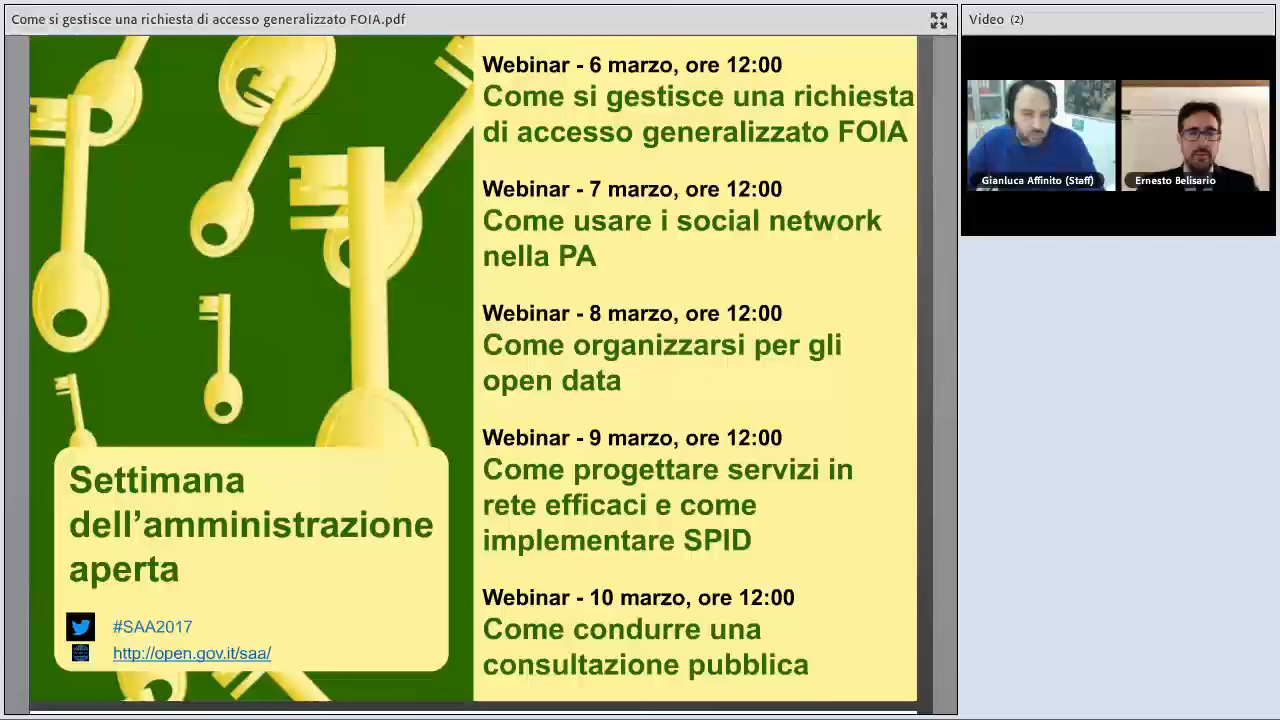 Come si gestisce una richiesta di accesso generalizzato FOIA.pdf
Video (2)
Gianluca Affinito (Staff)
Ernesto Belisario
Webinar - 6 marzo, ore 12:00
Come si gestisce una richiesta
di accesso generalizzato FOIA
Webinar - 7 marzo, ore 12:00
Come usare i social network
nella PA
Webinar - 8 marzo, ore 12:00
Come organizzarsi per gli
open data
Webinar - 9 marzo, ore 12:00
Come progettare servizi in
rete efficaci e come
implementare SPID
Webinar - 10 marzo, ore 12:00
Come condurre una
consultazione pubblica
Settimana
dell’amministrazione
aperta
#SAA2017
http://open.gov.it/saa/